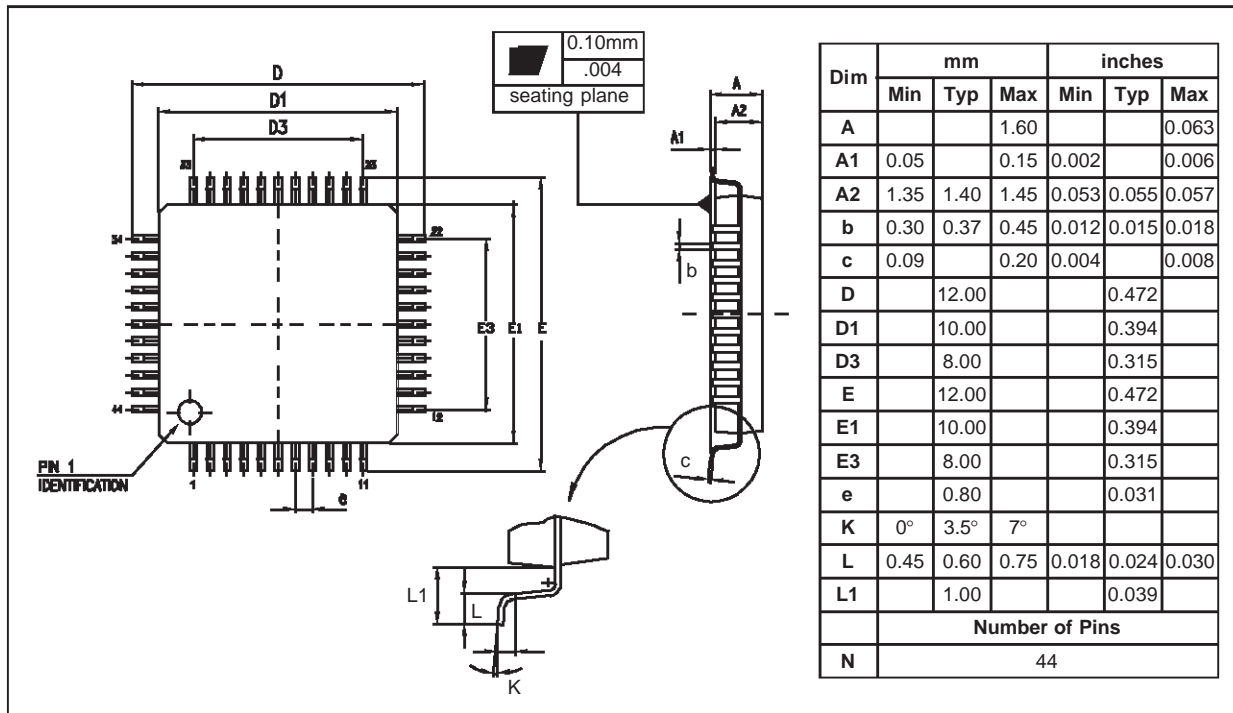 0.10mm
.004
seating plane
D
D1
D3
A
A2
A1
33
23
34
22
b
E3
E1
E
44
12
PIN 1
IDENTIFICATION
1
11
e
c
L1
L
K
Dim mm inches
Min Typ Max Min Typ Max
A 1.60 0.063
A1 0.05 0.15 0.002 0.006
A2 1.35 1.40 1.45 0.053 0.055 0.057
b 0.30 0.37 0.45 0.012 0.015 0.018
c 0.09 0.20 0.004 0.008
D 12.00 0.472
D1 10.00 0.394
D3 8.00 0.315
E 12.00 0.472
E1 10.00 0.394
E3 8.00 0.315
e 0.80 0.031
K 0° 3.5° 7°
L 0.45 0.60 0.75 0.018 0.024 0.030
L1 1.00 0.039
Number of Pins
N 44